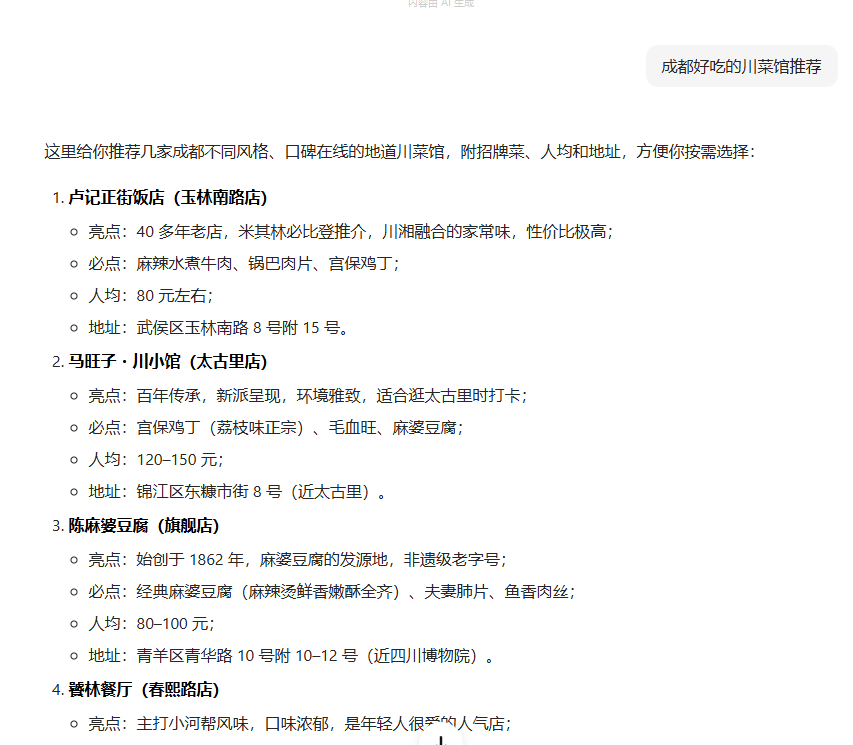 内容由 AI 生成
成都好吃的川菜馆推荐
这里给你推荐几家成都不同风格、口碑在线的地道川菜馆，附招牌菜、人均和地址，方便你按需选择：
1. 卢记正街饭店（玉林南路店）
亮点：40 多年老店，米其林必比登推介，川湘融合的家常味，性价比极高；
必点：麻辣水煮牛肉、锅巴肉片、宫保鸡丁；
人均：80 元左右；
地址：武侯区玉林南路 8 号附 15 号。
2. 马旺子・川小馆（太古里店）
亮点：百年传承，新派呈现，环境雅致，适合逛太古里时打卡；
必点：宫保鸡丁（荔枝味正宗）、毛血旺、麻婆豆腐；
人均：120–150 元；
地址：锦江区东糠市街 8 号（近太古里）。
3. 陈麻婆豆腐（旗舰店）
亮点：始创于 1862 年，麻婆豆腐的发源地，非遗级老字号；
必点：经典麻婆豆腐（麻辣烫鲜香嫩酥全齐）、夫妻肺片、鱼香肉丝；
人均：80–100 元；
地址：青羊区青华路 10 号附 10–12 号（近四川博物院）。
4. 饕林餐厅（春熙路店）
亮点：主打小河帮风味，口味浓郁，是年轻人很爱的人气店；